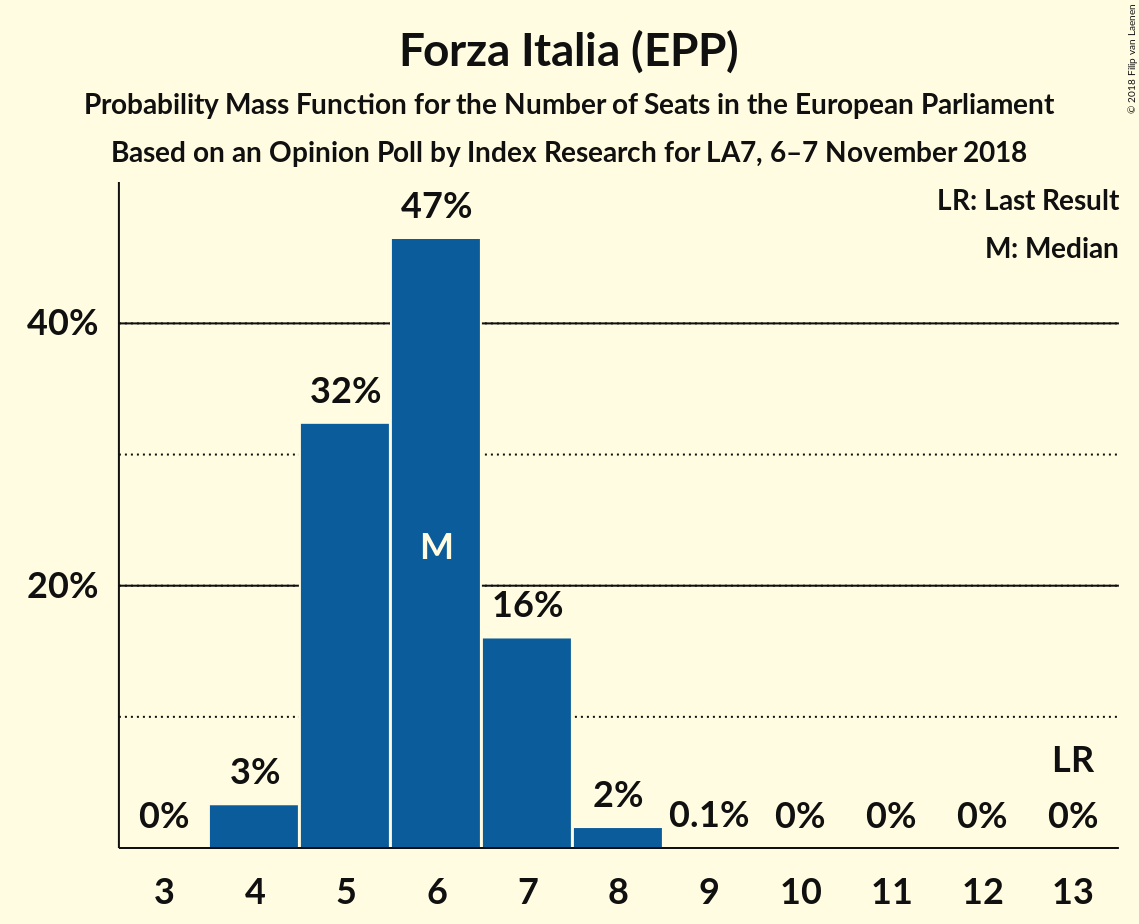 Forza Italia (EPP)
Probability Mass Function for the Number of Seats in the European Parliament
Based on an Opinion Poll by Index Research for LA7, 6–7 November 2018
© 2018 Filip van Laenen
LR: Last Result
M: Median
47%
40%
32%
M
20%
16%
3%
2%
LR
0%
0.1%
0%
0%
0%
0%
3 4 5 6 7 8 9 10 11 12 13